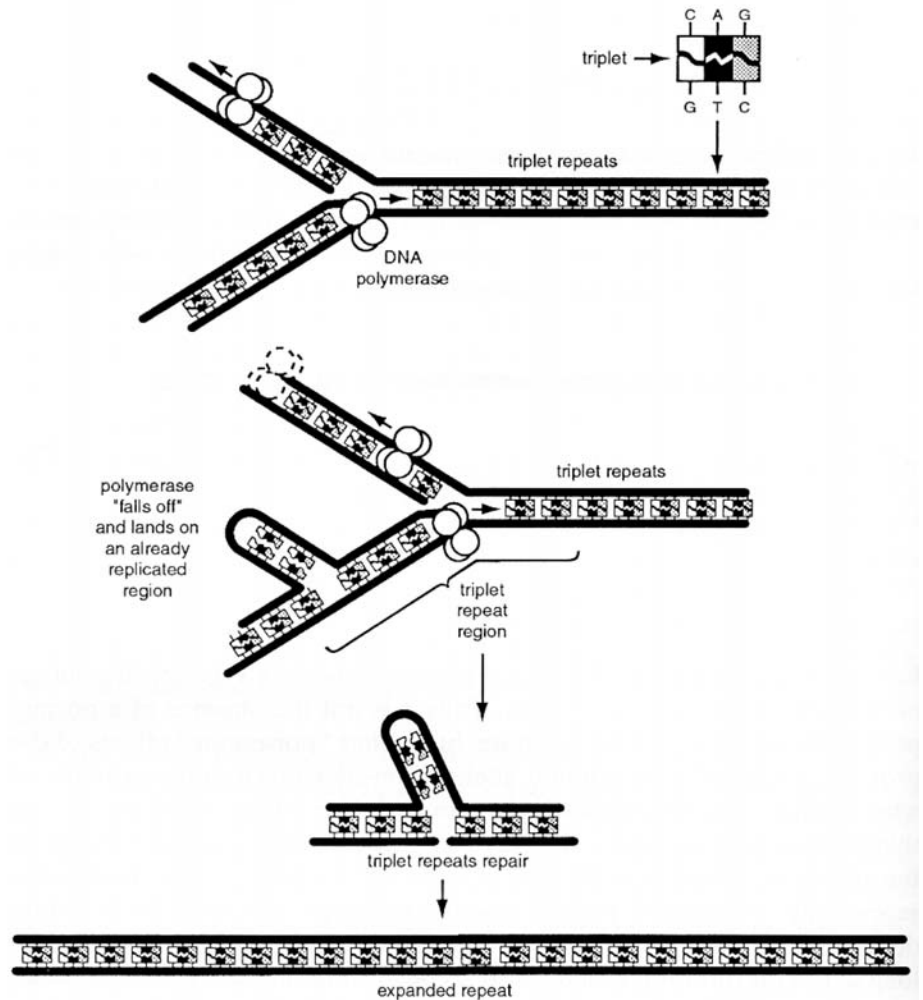 C A G
triplet
G T C
triplet repeats
DNA
polymerase
triplet repeats
polymerase
"falls off"
and lands on
an already
replicated
region
triplet
repeat
region
triplet repeats repair
expanded repeat